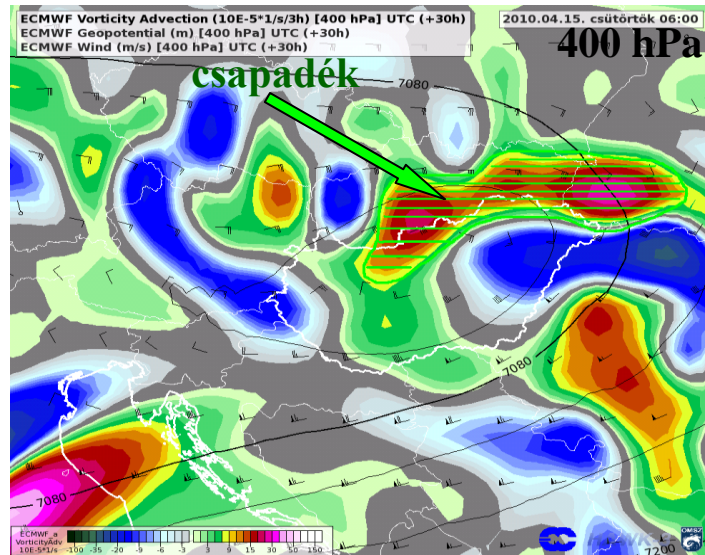 ECMWF Vorticity Advection (10E-5*1/s/3h) [400 hPa] UTC (+30h)
ECMWF Geopotential (m) [400 hPa] UTC (+30h)
ECMWF Wind (m/s) [400 hPa] UTC (+30h)
2010.04.15. csütörtök 06:00
400 hPa
csapadék
7080
7080
7080
7200
ECMWF_a
VorticityAdv
10E-5*1/s
-100 -35 -20 -9 -6 -3 3 9 15 30 50 150
OMSZ